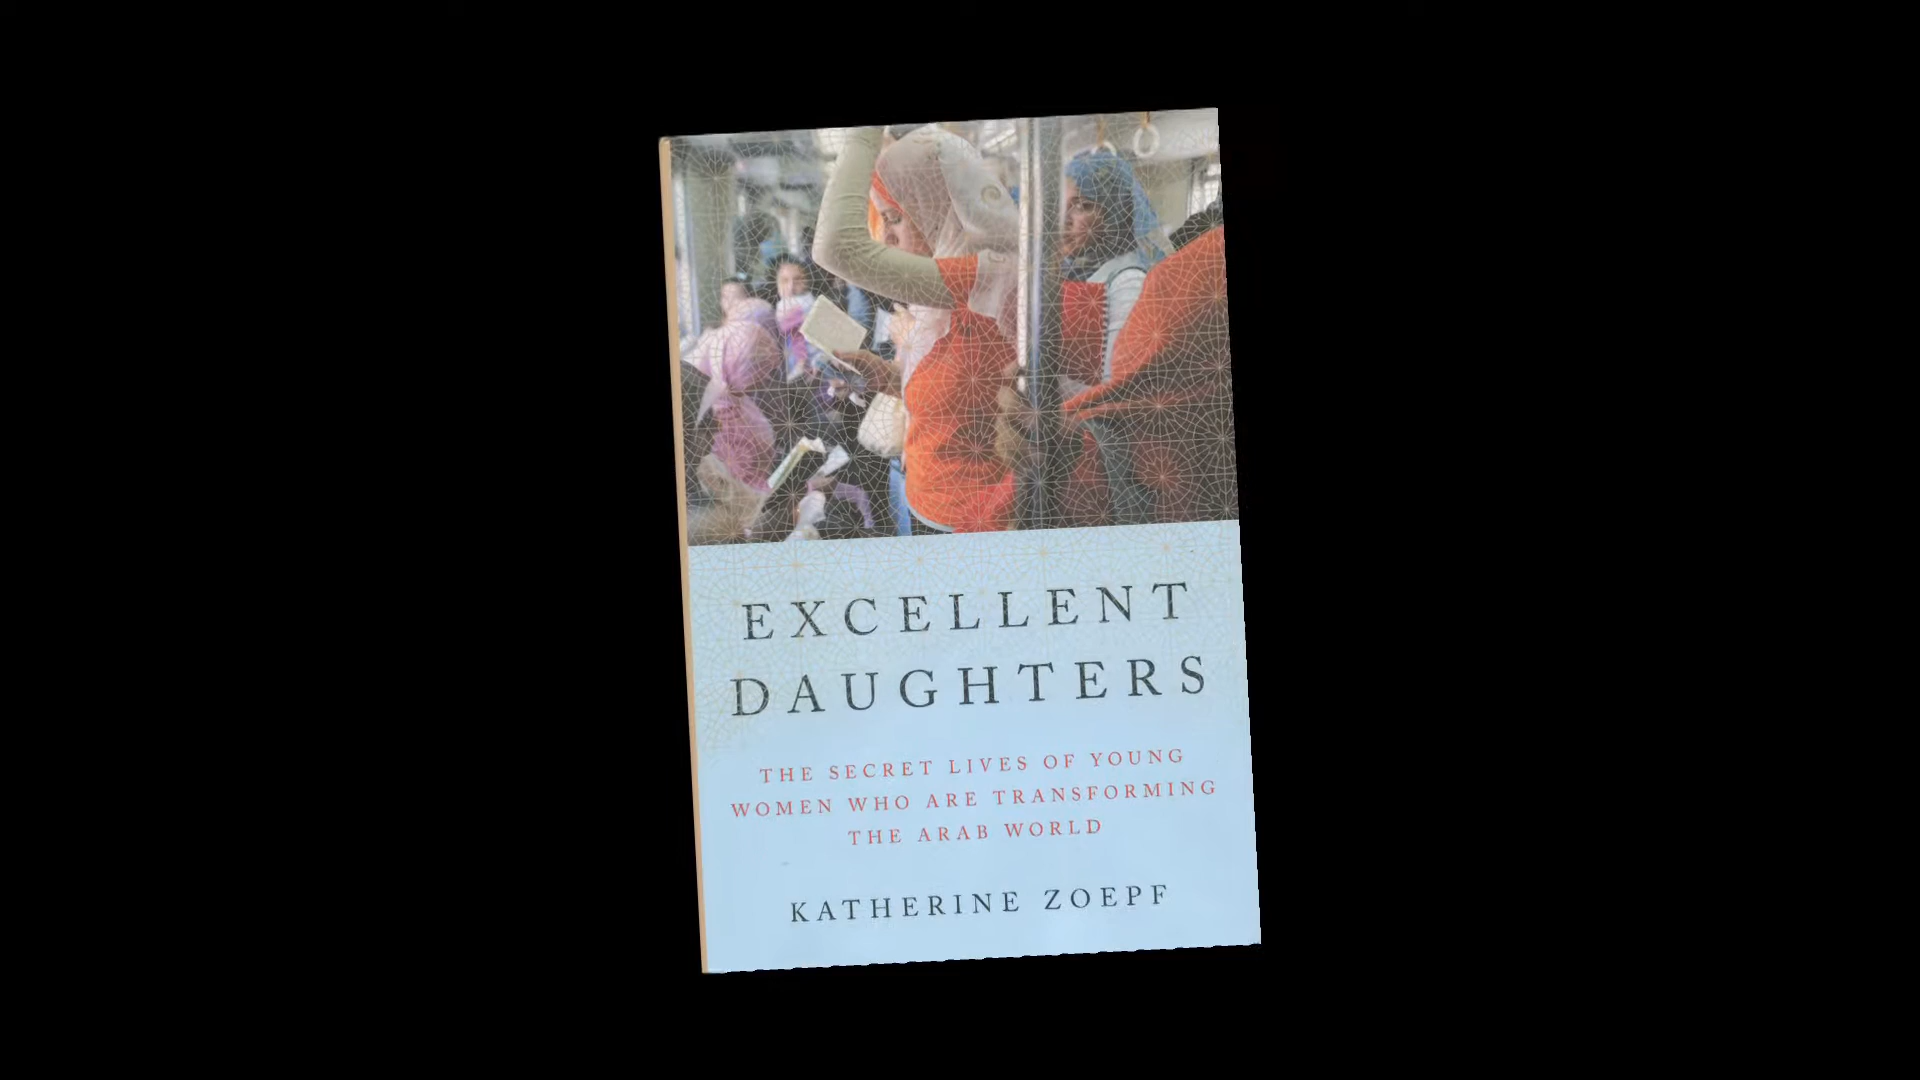 EXCELLENT
DAUGHTERS
THE SECRET LIVES OF YOUNG
WOMEN WHO ARE TRANSFORMING
THE ARAB WORLD
KATHERINE ZOEPF